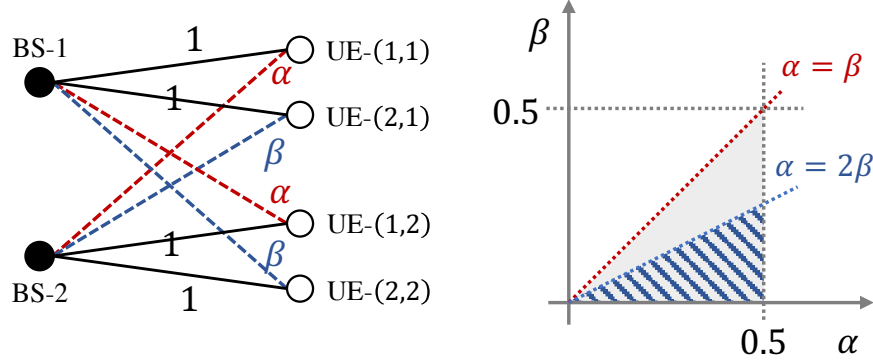 BS-1
1
UE-(1,1)
α
1
UE-(2,1)
β
α
1
UE-(1,2)
β
BS-2
1
UE-(2,2)
β
α = β
0.5
α = 2β
0.5
α